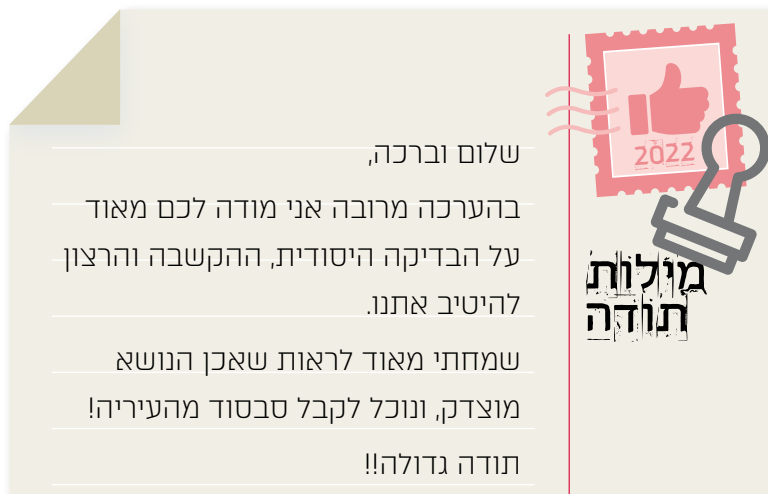 שלום וברכה,
בהערכה מרובה אני מודה לכם מאוד
על הבדיקה היסודית, ההקשבה והרצון
להיטיב אתנו.
שמחתי מאוד לראות שאכן הנושא
מוצדק, ונוכל לקבל סבסוד מהעיריה!
תודה גדולה!!
2022
מילות
תודה